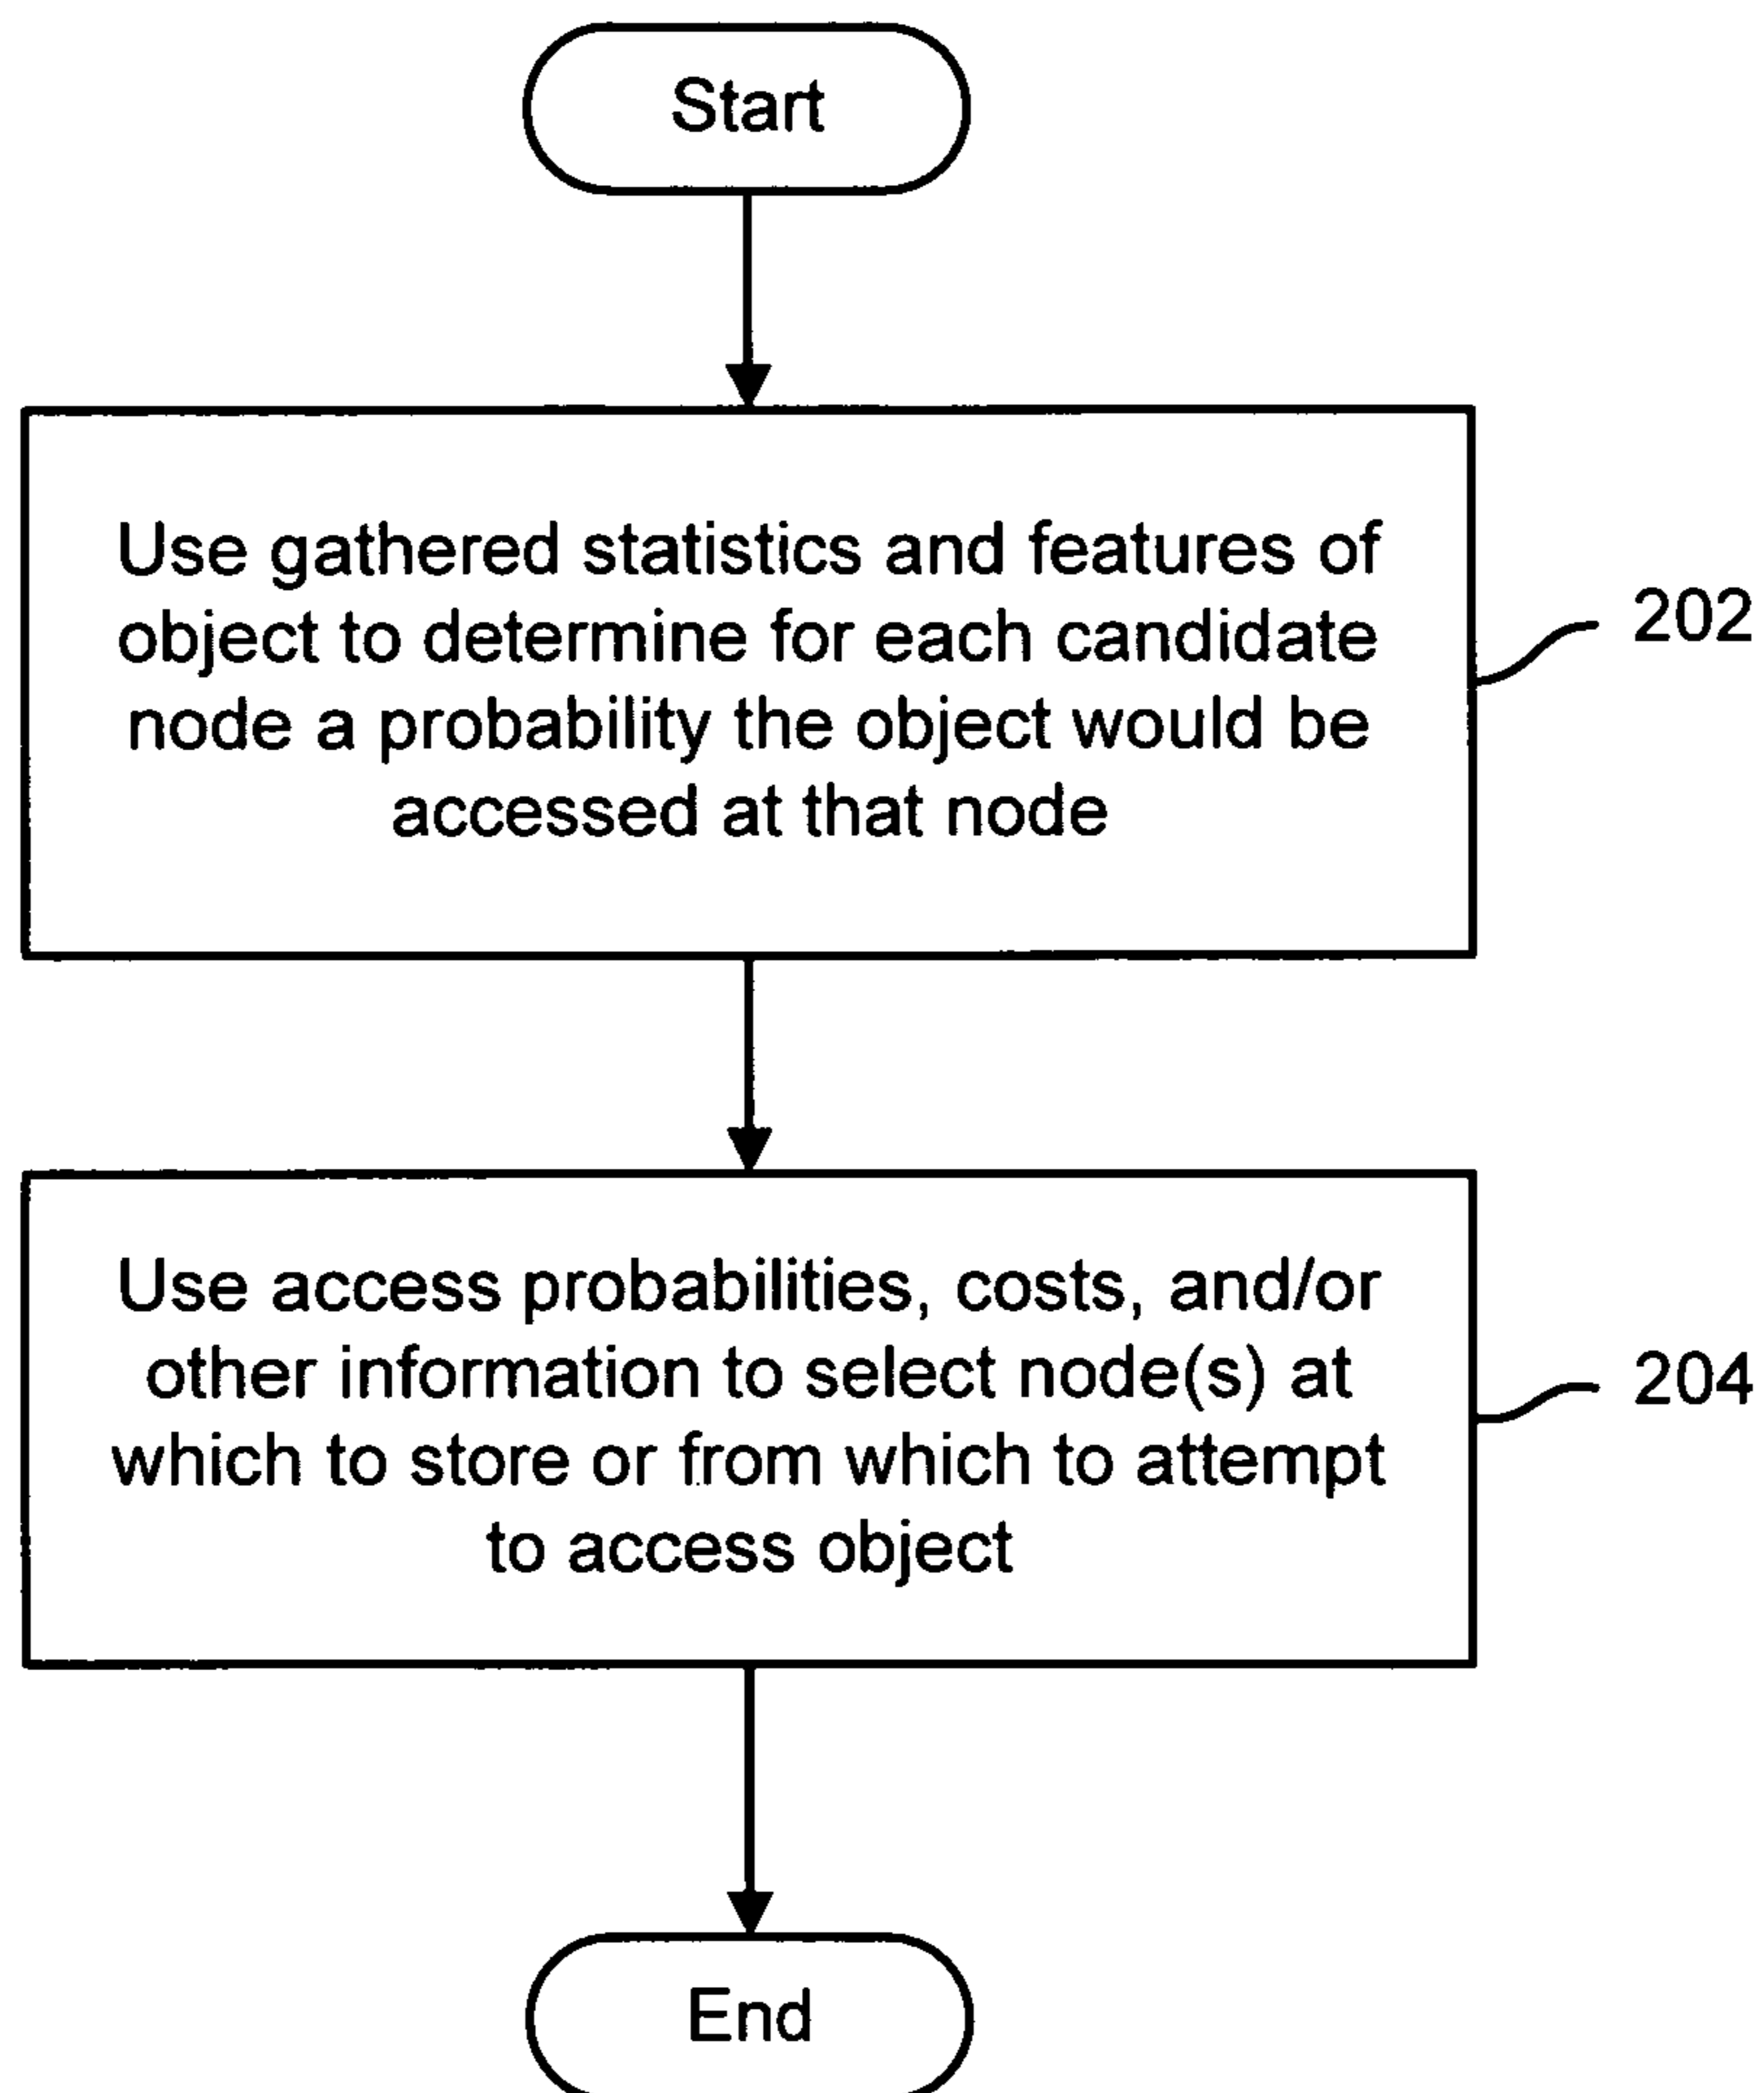 Start
Use gathered statistics and features of
object to determine for each candidate
node a probability the object would be
accessed at that node
202
Use access probabilities, costs, and/or
other information to select node(s) at
which to store or from which to attempt
to access object
204
End